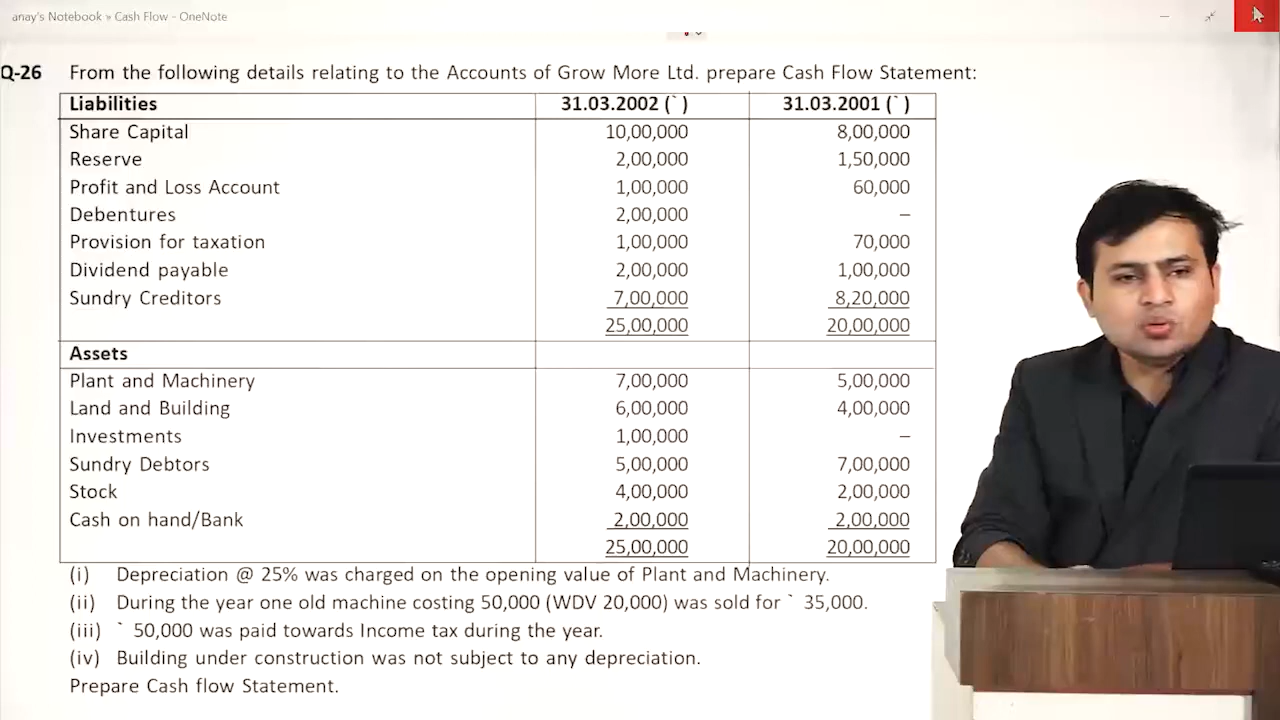 anay's Notebook » Cash Flow - OneNote
Q-26 From the following details relating to the Accounts of Grow More Ltd. prepare Cash Flow Statement:
Liabilities 31.03.2002 (`) 31.03.2001 (`)
Share Capital 10,00,000 8,00,000
Reserve 2,00,000 1,50,000
Profit and Loss Account 1,00,000 60,000
Debentures 2,00,000 –
Provision for taxation 1,00,000 70,000
Dividend payable 2,00,000 1,00,000
Sundry Creditors 7,00,000 8,20,000
25,00,000 20,00,000
Assets
Plant and Machinery 7,00,000 5,00,000
Land and Building 6,00,000 4,00,000
Investments 1,00,000 –
Sundry Debtors 5,00,000 7,00,000
Stock 4,00,000 2,00,000
Cash on hand/Bank 2,00,000 2,00,000
25,00,000 20,00,000
(i) Depreciation @ 25% was charged on the opening value of Plant and Machinery.
(ii) During the year one old machine costing 50,000 (WDV 20,000) was sold for ` 35,000.
(iii) ` 50,000 was paid towards Income tax during the year.
(iv) Building under construction was not subject to any depreciation.
Prepare Cash flow Statement.